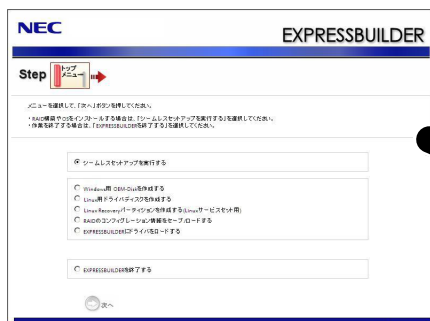 NEC
EXPRESSBUILDER
Step
トップ
メニュー
メニューを選択して、「次へ」ボタンを押してください。
・RAID構築やOSをインストールする場合は、「シームレスセットアップを実行する」を選択してください。
・作業を終了する場合は、「EXPRESSBUILDERを終了する」を選択してください。
シームレスセットアップを実行する
Windows用 OEM-Diskを作成する
Linux用ドライバディスクを作成する
Linux Recoveryパーティションを作成する(Linuxサービスセット用)
RAIDのコンフィグレーション情報をセーブ/ロードする
EXPRESSBUILDERにドライバをロードする
EXPRESSBUILDERを終了する
次へ